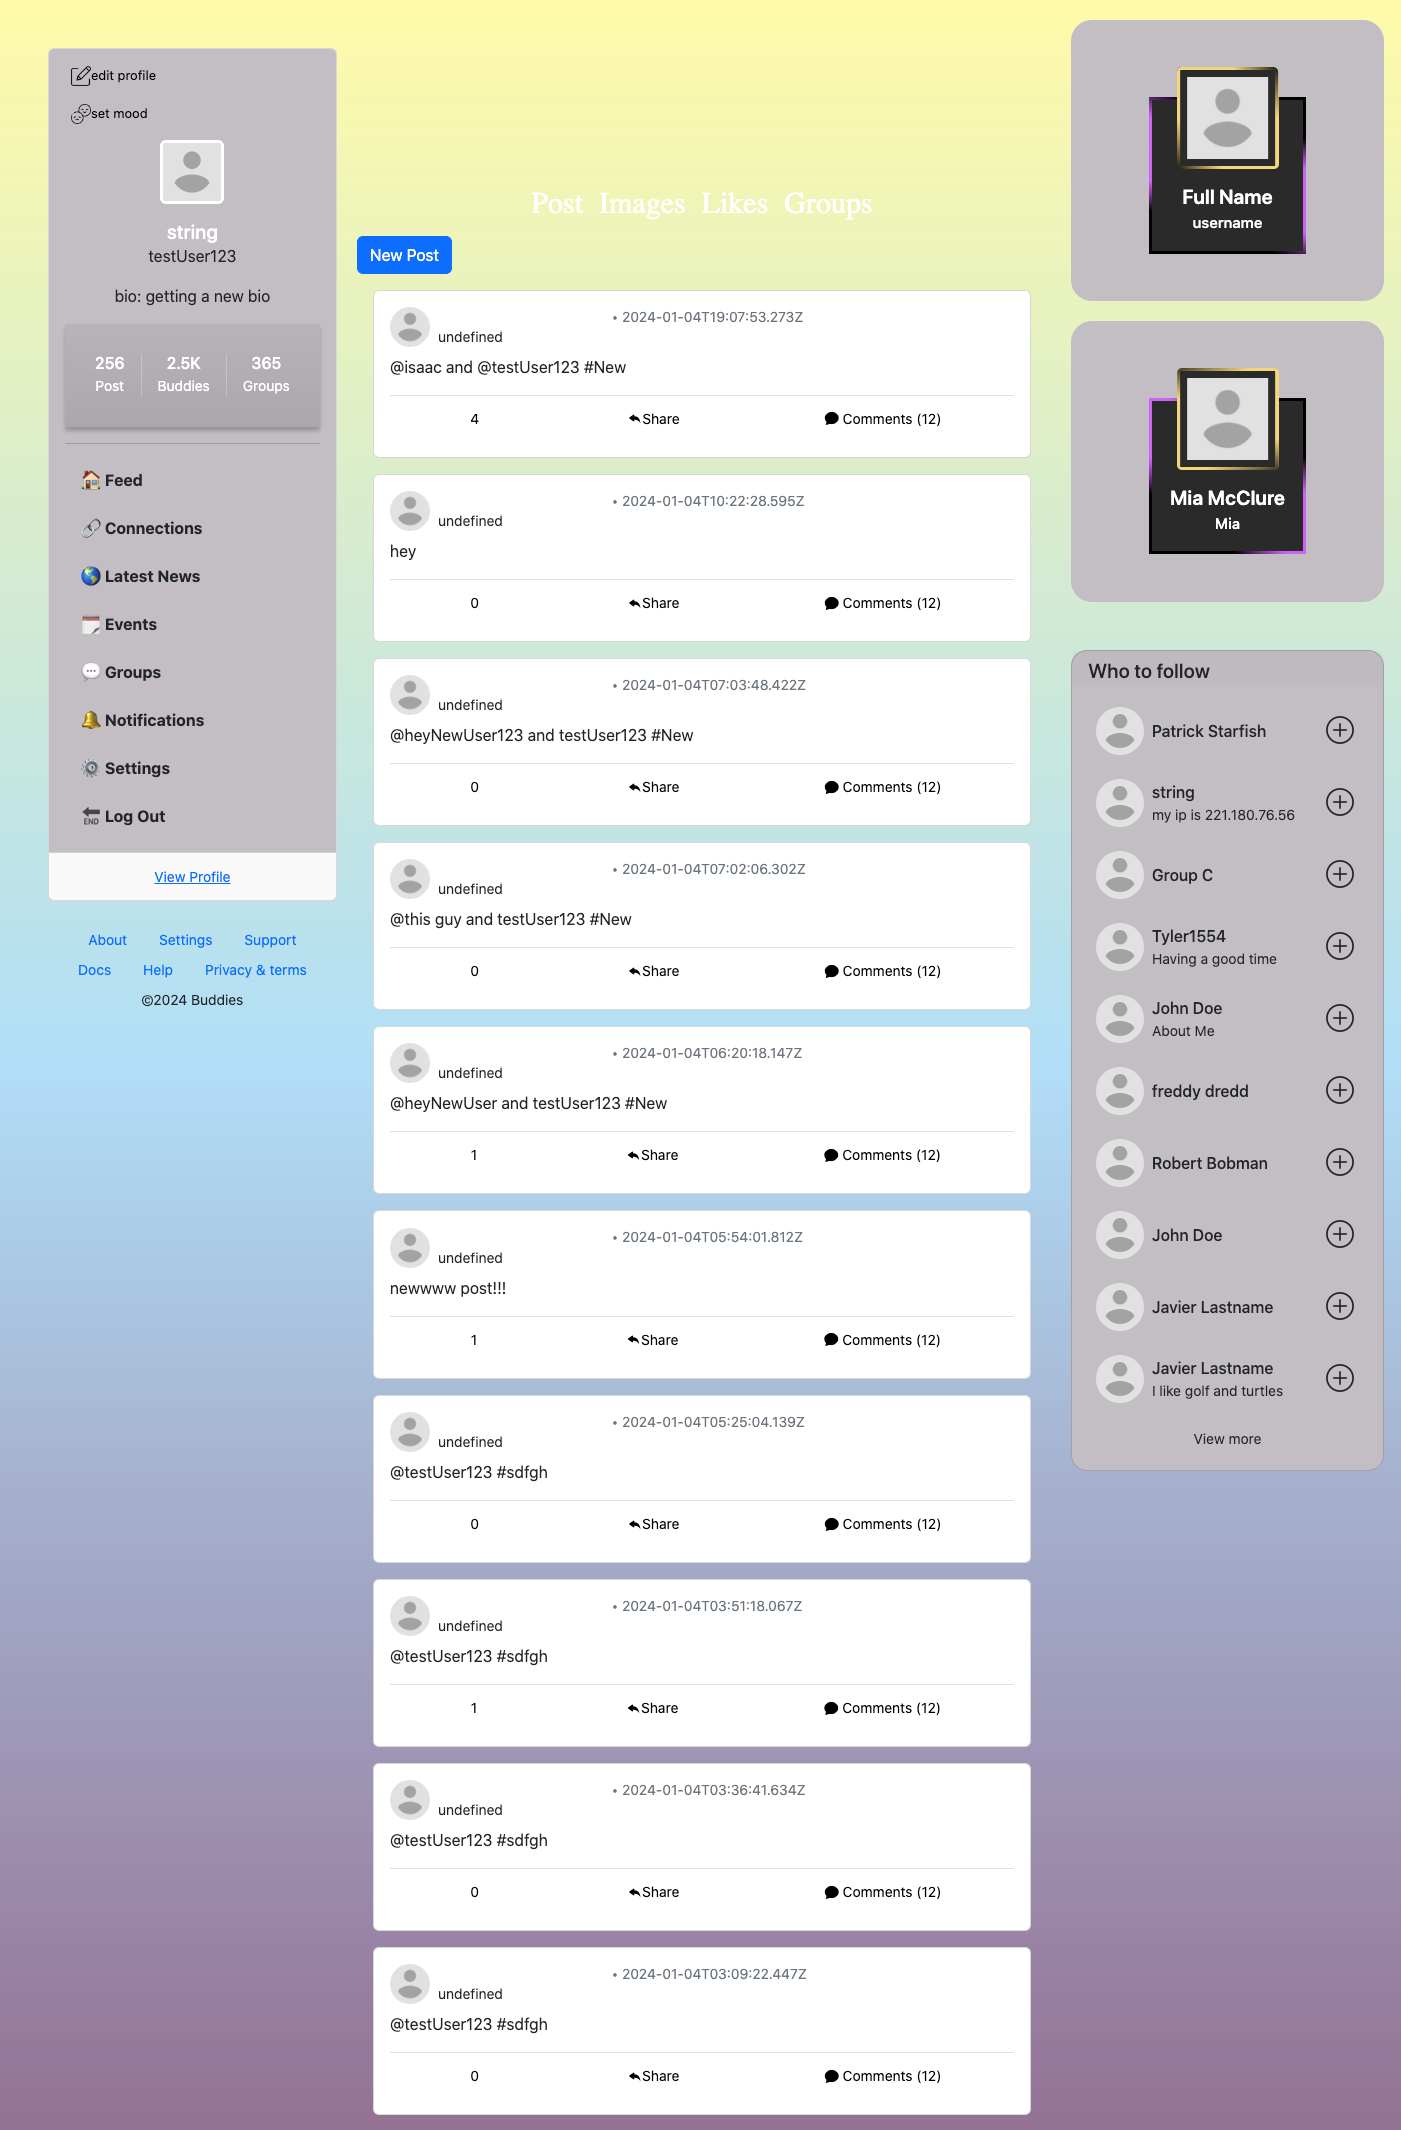 edit profile
set mood
string
testUser123
bio: getting a new bio
256 2.5K 365
Post Buddies Groups
Feed
Connections
Latest News
Events
Groups
Notifications
Settings
END Log Out
View Profile
About Settings Support
Docs Help Privacy & terms
©2024 Buddies
Post Images Likes Groups
New Post
• 2024-01-04T19:07:53.273Z
undefined
@isaac and @testUser123 #New
4 Share Comments (12)
• 2024-01-04T10:22:28.595Z
undefined
hey
0 Share Comments (12)
• 2024-01-04T07:03:48.422Z
undefined
@heyNewUser123 and testUser123 #New
0 Share Comments (12)
• 2024-01-04T07:02:06.302Z
undefined
@this guy and testUser123 #New
0 Share Comments (12)
• 2024-01-04T06:20:18.147Z
undefined
@heyNewUser and testUser123 #New
1 Share Comments (12)
• 2024-01-04T05:54:01.812Z
undefined
newwww post!!!
1 Share Comments (12)
• 2024-01-04T05:25:04.139Z
undefined
@testUser123 #sdfgh
0 Share Comments (12)
• 2024-01-04T03:51:18.067Z
undefined
@testUser123 #sdfgh
1 Share Comments (12)
• 2024-01-04T03:36:41.634Z
undefined
@testUser123 #sdfgh
0 Share Comments (12)
• 2024-01-04T03:09:22.447Z
undefined
@testUser123 #sdfgh
0 Share Comments (12)
Full Name
username
Mia McClure
Mia
Who to follow
Patrick Starfish
string
my ip is 221.180.76.56
Group C
Tyler1554
Having a good time
John Doe
About Me
freddy dredd
Robert Bobman
John Doe
Javier Lastname
Javier Lastname
I like golf and turtles
View more